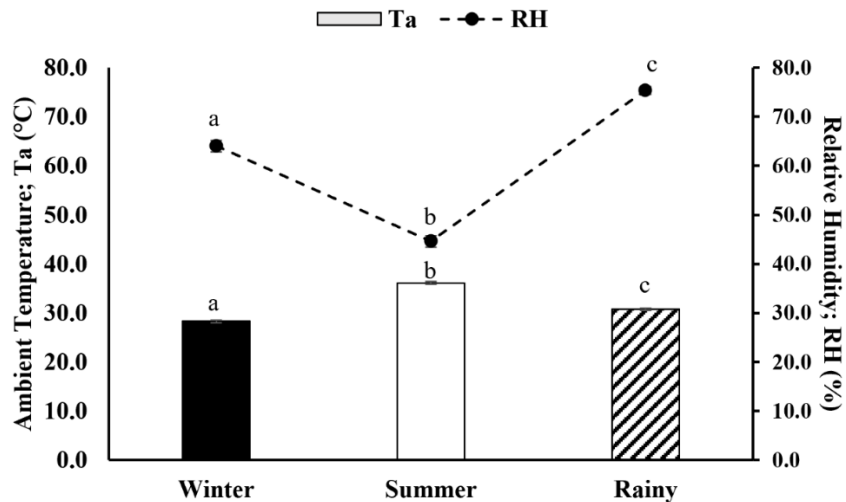 Ta RH
Ambient Temperature; Ta (°C)
80.0
70.0
60.0
50.0
40.0
30.0
20.0
10.0
0.0
a
b
c
a
b
c
80.0
70.0
60.0
50.0
40.0
30.0
20.0
10.0
0.0
Relative Humidity; RH (%)
Winter Summer Rainy